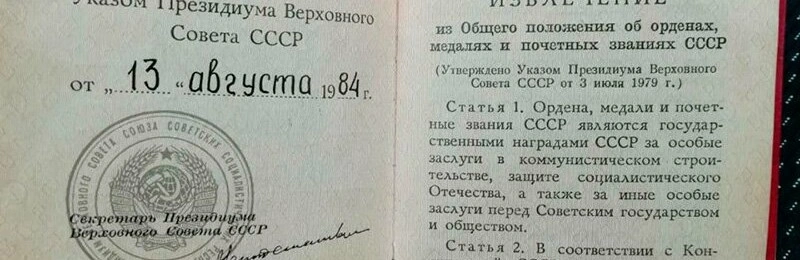 Указом Президиума Верховного
Совета СССР
от „ 13 “ августа 1984 г.
Секретарь Президиума
Верховного Совета СССР
ИЗВЛЕЧЕНИЕ
из Общего положения об орденах,
медалях и почетных званиях СССР
(Утверждено Указом Президиума Верховного
Совета СССР от 3 июля 1979 г.)
Статья 1. Ордена, медали и почет-
ные звания СССР являются государ-
ственными наградами СССР за особые
заслуги в коммунистическом строи-
тельстве, защите социалистического
Отечества, а также за иные особые
заслуги перед Советским государством
и обществом.
Статья 2. В соответствии с Кон-